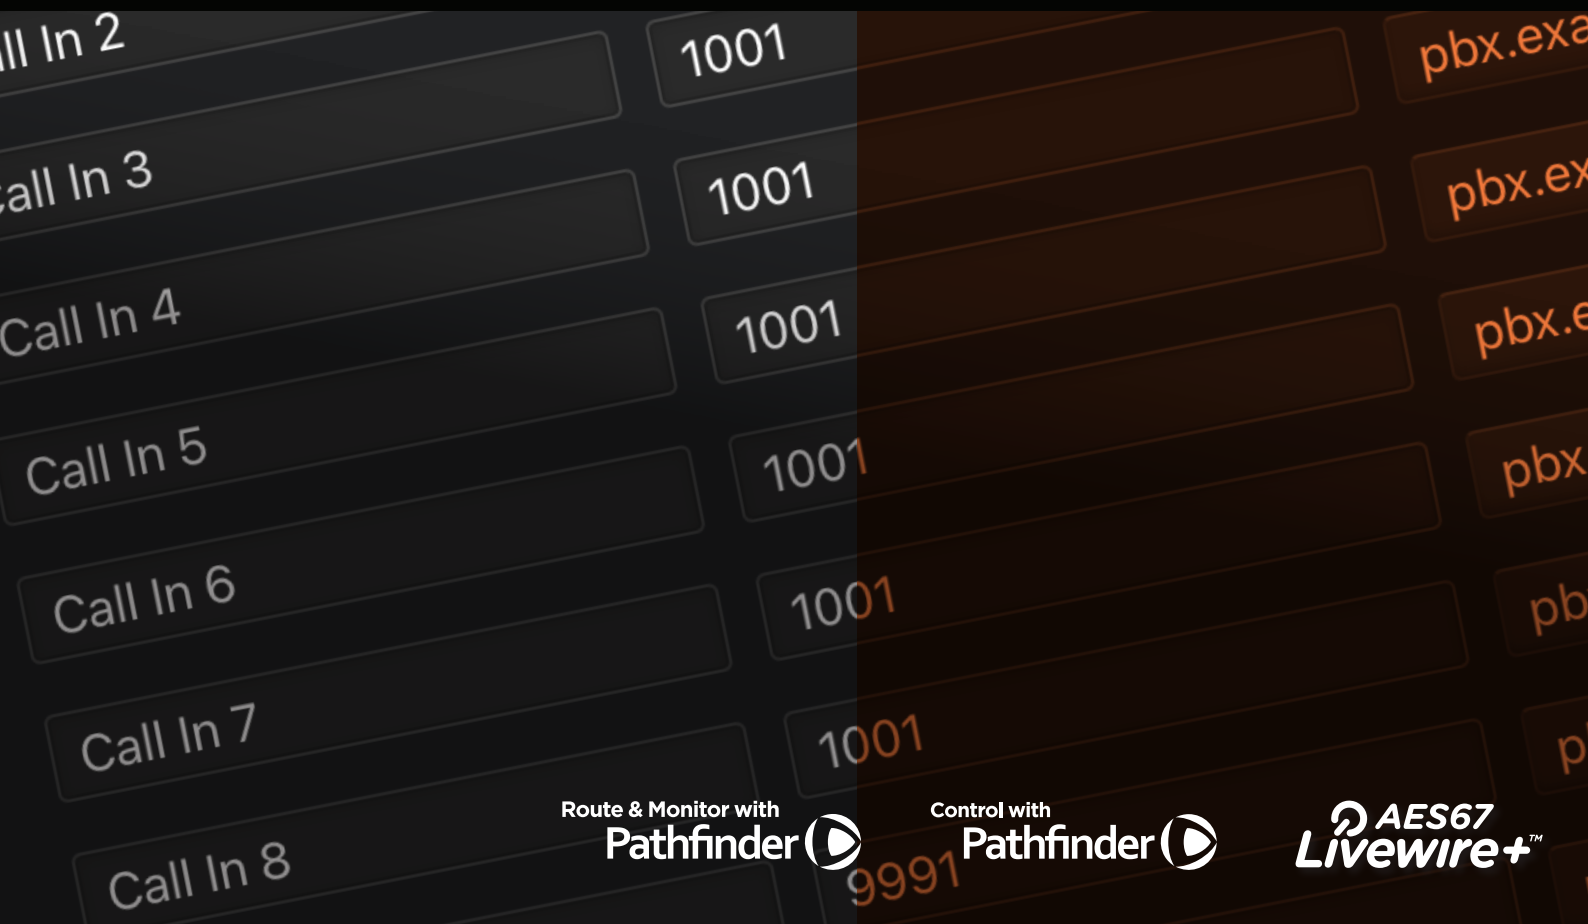 ll In 2
1001
pbx.exa
all In 3
1001
pbx.ex
Call In 4
1001
pbx.e
Call In 5
1001
pbx
Call In 6
1001
pb
Call In 7
1001
p
Call In 8
9991
Route & Monitor with
Pathfinder
Control with
Pathfinder
AES67
Livewire+™